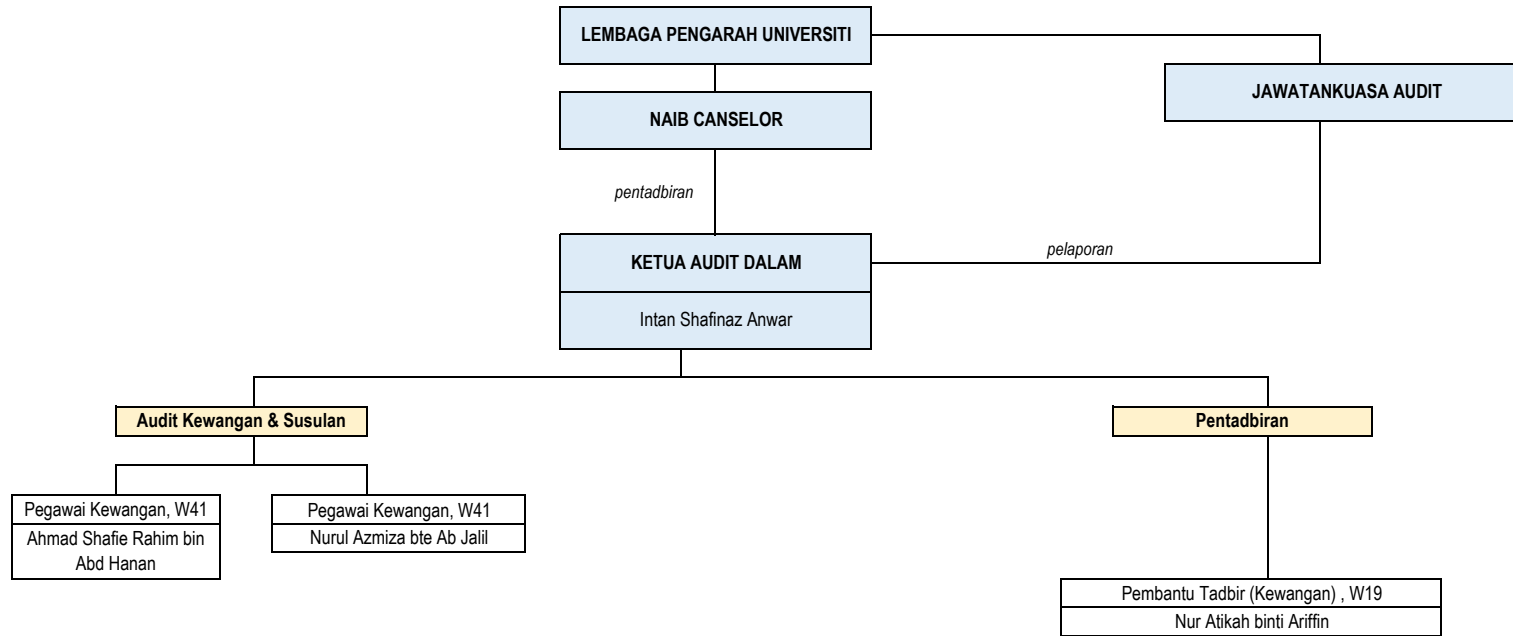 LEMBAGA PENGARAH UNIVERSITI
JAWATANKUASA AUDIT
NAIB CANSELOR
pentadbiran
KETUA AUDIT DALAM
pelaporan
Intan Shafinaz Anwar
Audit Kewangan & Susulan
Pentadbiran
Pegawai Kewangan, W41
Ahmad Shafie Rahim bin
Abd Hanan
Pegawai Kewangan, W41
Nurul Azmiza bte Ab Jalil
Pembantu Tadbir (Kewangan) , W19
Nur Atikah binti Ariffin